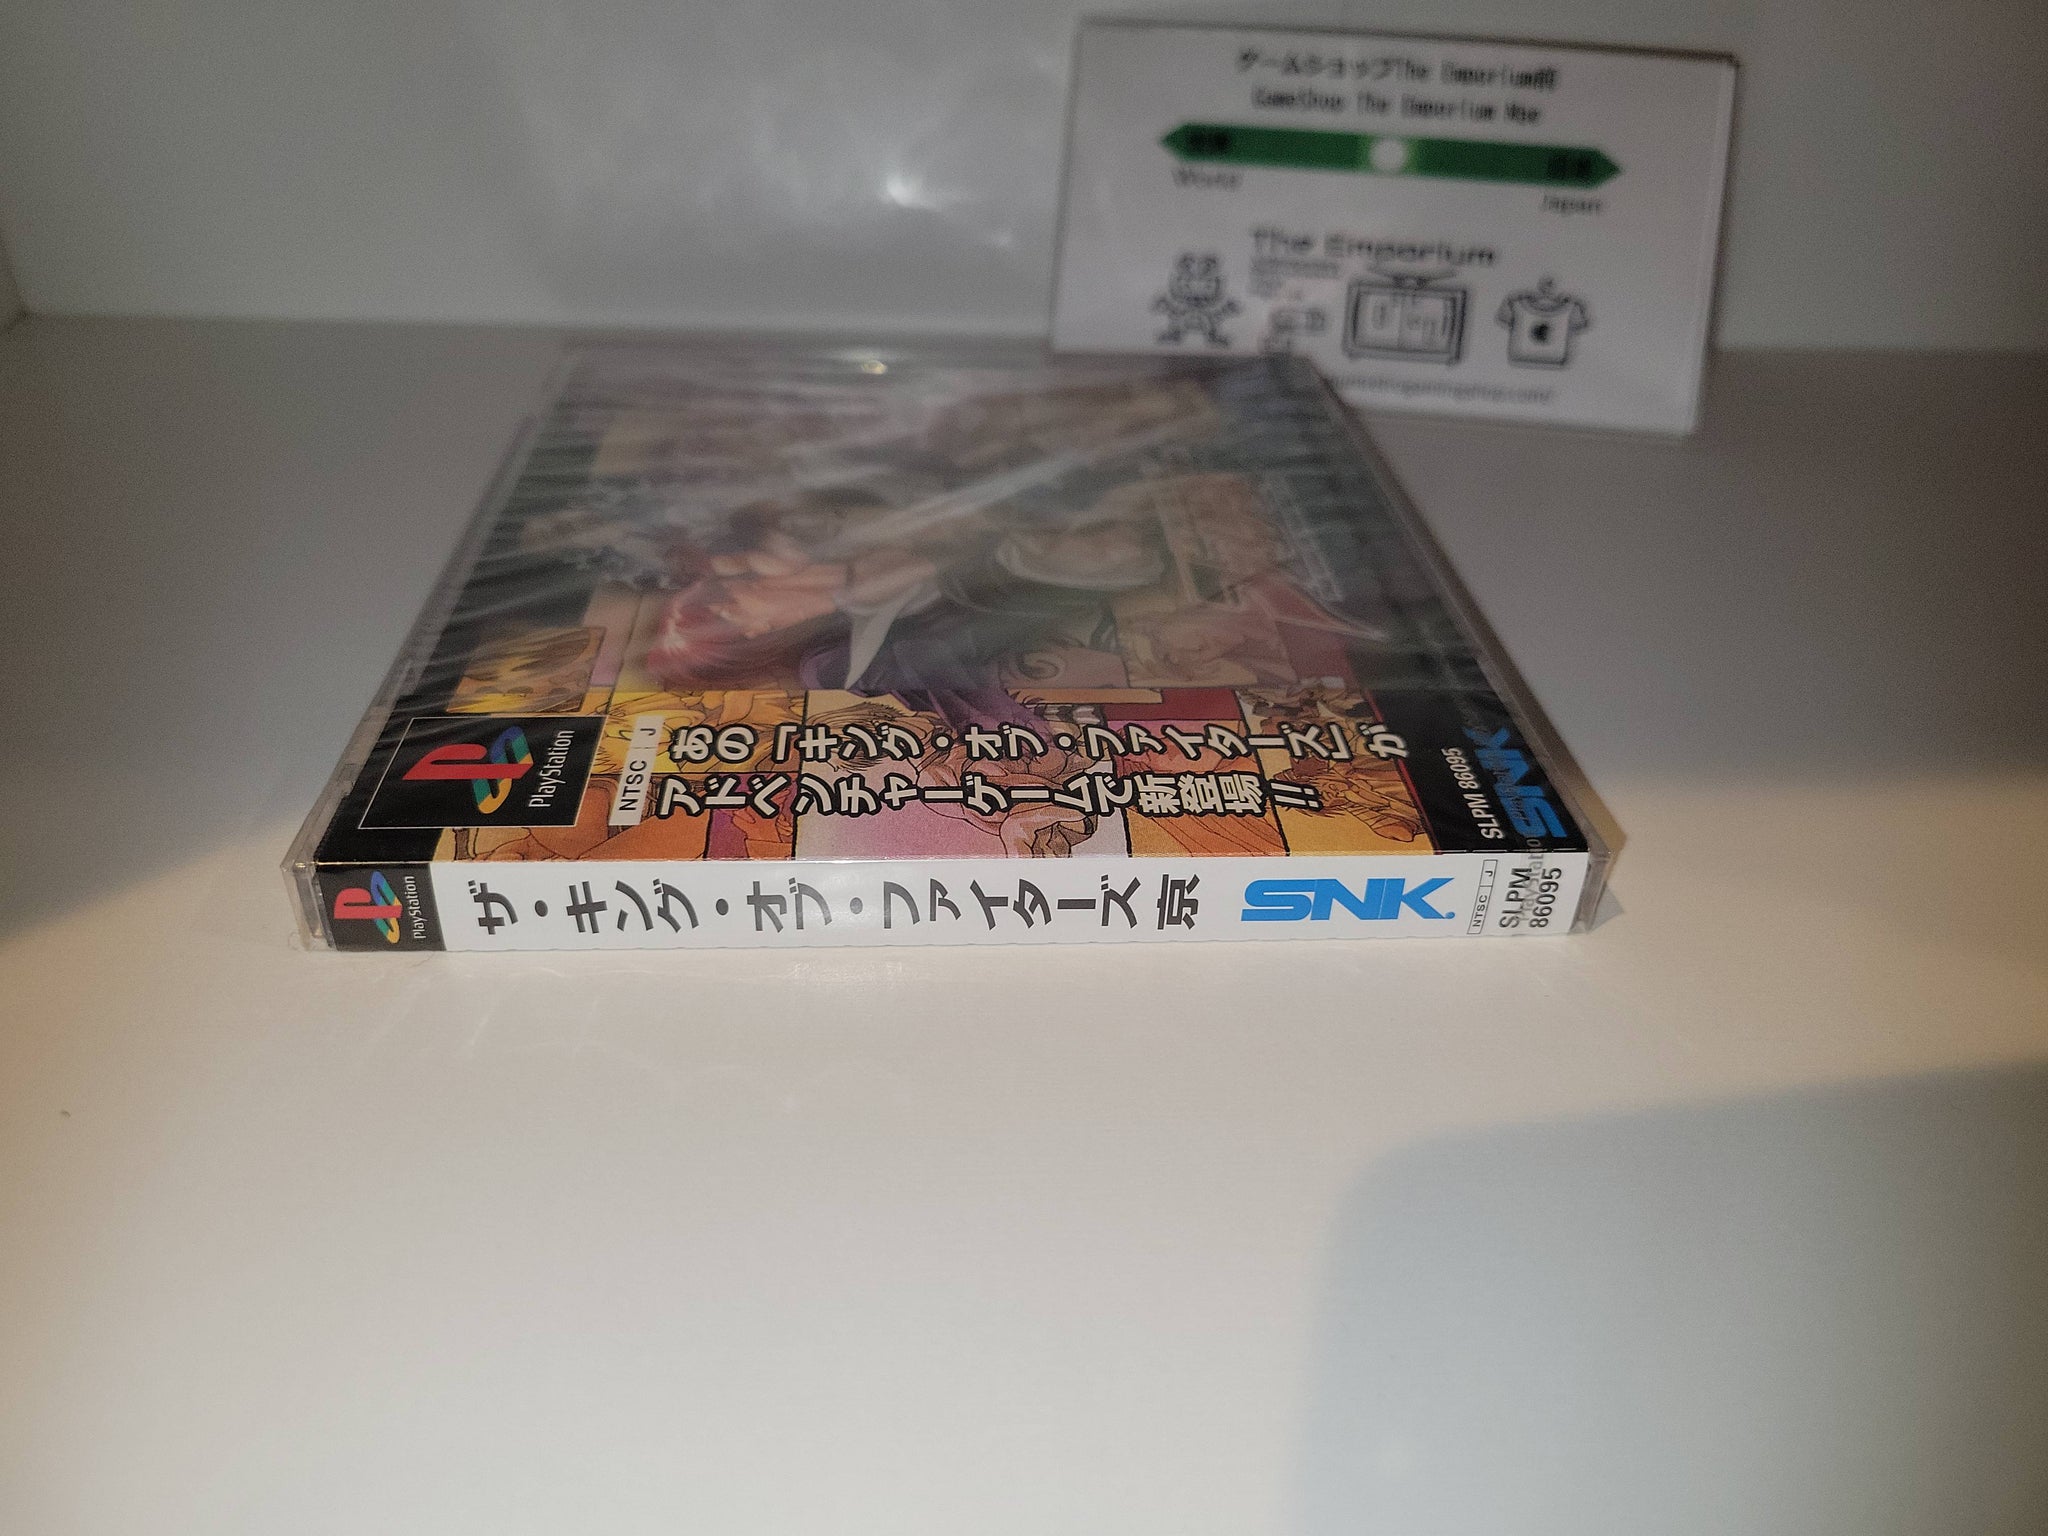 ゲームショップThe Emporium前
GameShop The Emporium Mae
World
Japan
The Emporium
PlayStation
NTSC J
あの「キング・オブ・ファイターズ」が
アドベンチャーゲームで新登場!!
SLPM 86095
SNK
PlayStation
ザ・キング・オブ・ファイターズ京
SNK
NTSC J
SLPM
86095